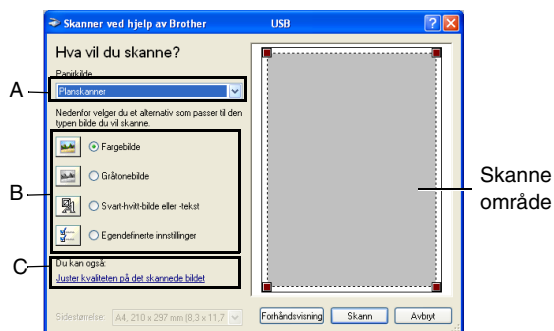 Skanner ved hjelp av Brother USB
Hva vil du skanne?
Papirkilde
A
Planskanner
Nedenfor velger du et alternativ som passer til den
typen bilde du vil skanne.
Fargebilde
Gråtonebilde
B
Svart-hvitt-bilde eller -tekst
Egendefinerte innstillinger
C
Du kan også:
Juster kvaliteten på det skannede bildet
Sidestørrelse: A4, 210 x 297 mm (8,3 x 11,7
Forhåndsvisning Skann Avbryt
Skanne
område